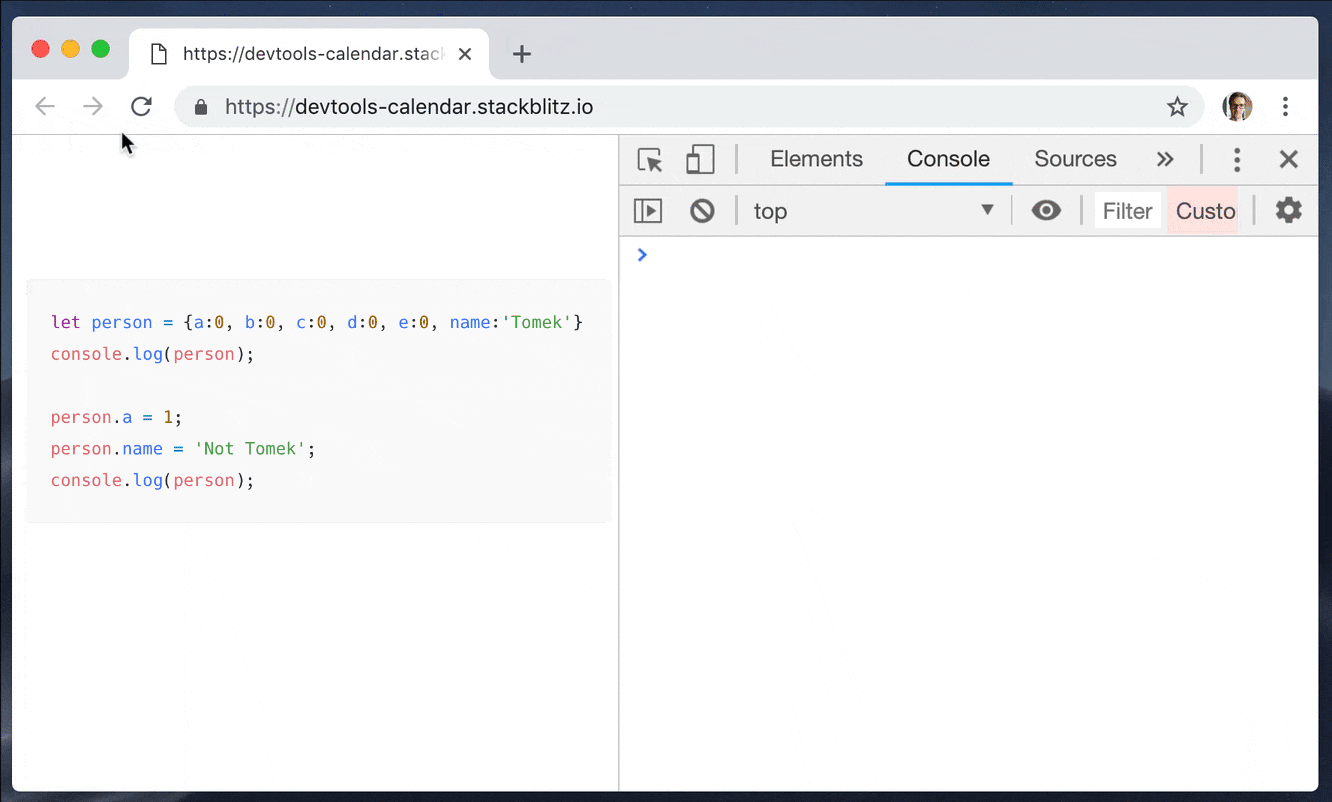 https://devtools-calendar.stac
https://devtools-calendar.stackblitz.io
Elements Console Sources
top Filter Custo
let person = {a:0, b:0, c:0, d:0, e:0, name:'Tomek'}
console.log(person);
person.a = 1;
person.name = 'Not Tomek';
console.log(person);